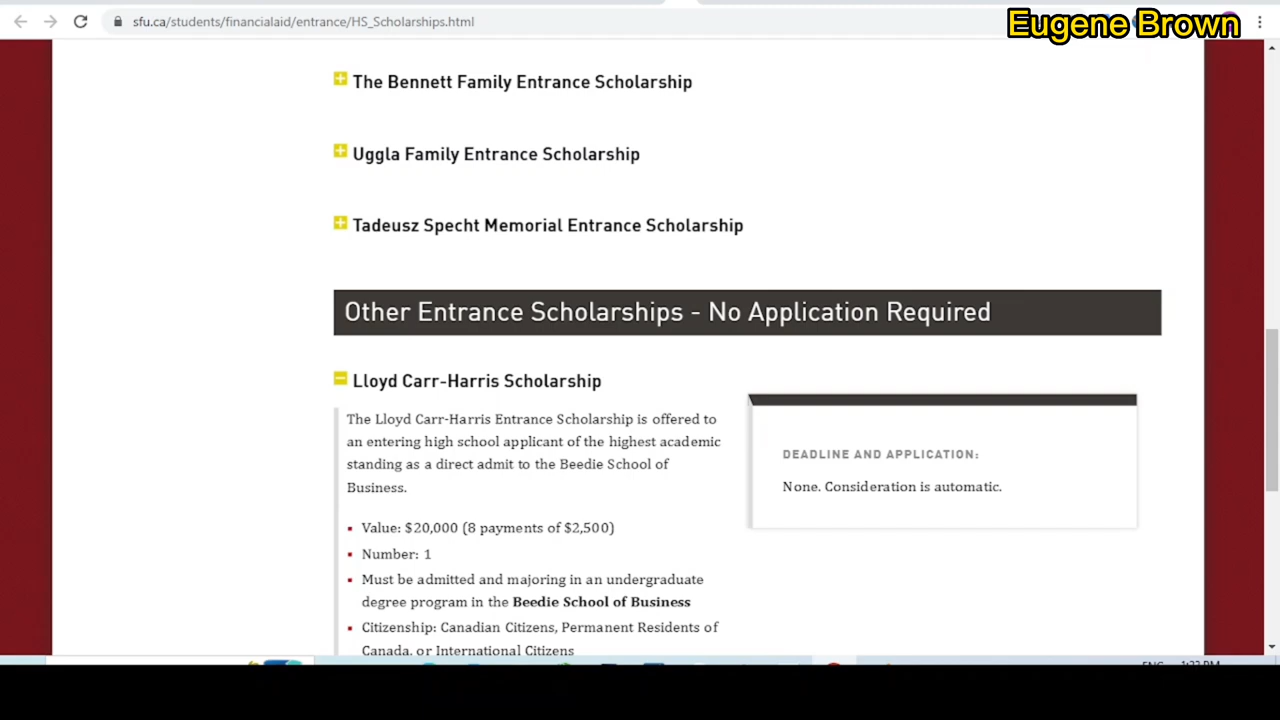 sfu.ca/students/financialaid/entrance/HS_Scholarships.html
Eugene Brown
The Bennett Family Entrance Scholarship
Uggla Family Entrance Scholarship
Tadeusz Specht Memorial Entrance Scholarship
Other Entrance Scholarships - No Application Required
Lloyd Carr-Harris Scholarship
The Lloyd Carr-Harris Entrance Scholarship is offered to
an entering high school applicant of the highest academic
standing as a direct admit to the Beedie School of
Business.
DEADLINE AND APPLICATION:
None. Consideration is automatic.
▪ Value: $20,000 (8 payments of $2,500)
▪ Number: 1
▪ Must be admitted and majoring in an undergraduate
degree program in the Beedie School of Business
▪ Citizenship: Canadian Citizens, Permanent Residents of
Canada, or International Citizens